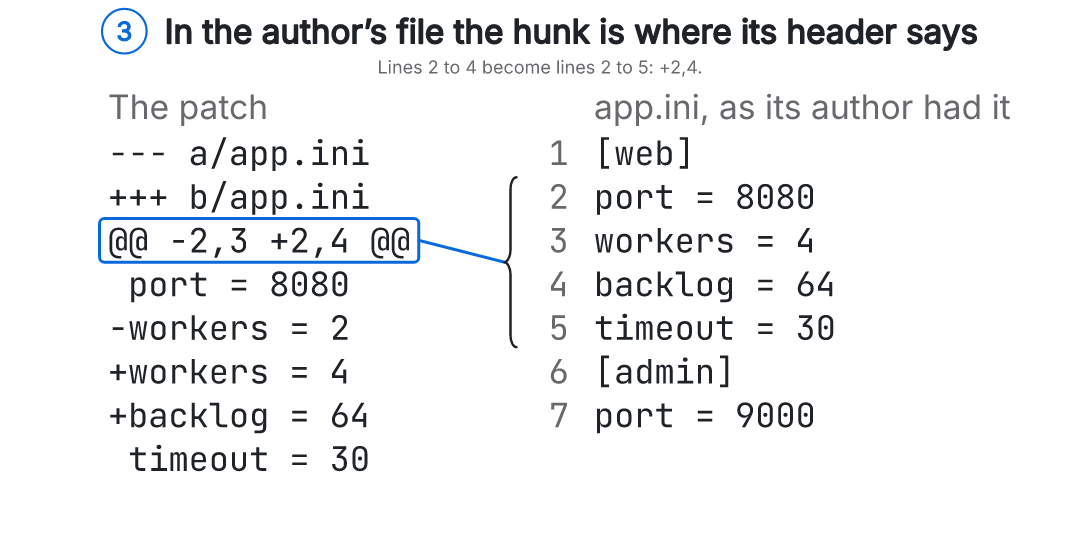 3 In the author’s file the hunk is where its header says
Lines 2 to 4 become lines 2 to 5: +2,4.
The patch
--- a/app.ini
+++ b/app.ini
@@ -2,3 +2,4 @@
 port = 8080
-workers = 2
+workers = 4
+backlog = 64
 timeout = 30
app.ini, as its author had it
1 [web]
2 port = 8080
3 workers = 4
4 backlog = 64
5 timeout = 30
6 [admin]
7 port = 9000